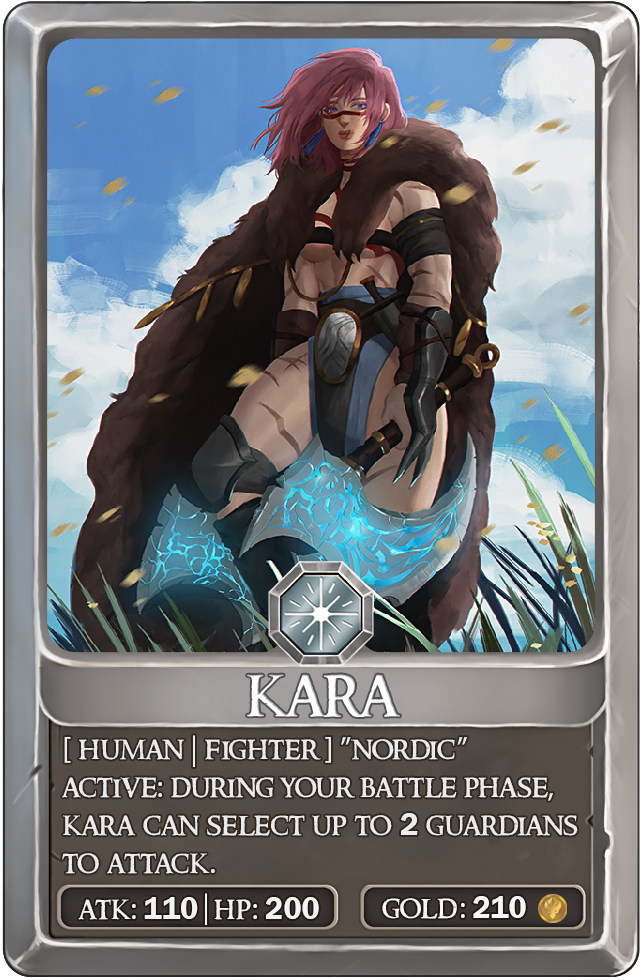 KARA
[ HUMAN | FIGHTER ] "NORDIC"
ACTIVE: DURING YOUR BATTLE PHASE,
KARA CAN SELECT UP TO 2 GUARDIANS
TO ATTACK.
ATK: 110 | HP: 200 GOLD: 210